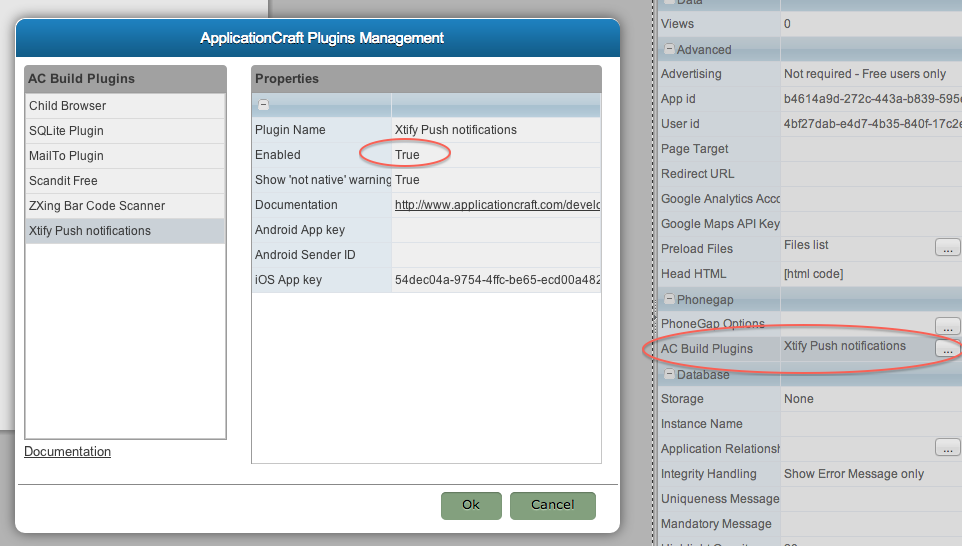 ApplicationCraft Plugins Management
AC Build Plugins
Child Browser
SQLite Plugin
MailTo Plugin
Scandit Free
ZXing Bar Code Scanner
Xtify Push notifications
Documentation
Properties
Plugin Name Xtify Push notifications
Enabled True
Show 'not native' warning True
Documentation http://www.applicationcraft.com/develo
Android App key
Android Sender ID
iOS App key 54dec04a-9754-4ffc-be65-ecd00a482
Ok Cancel
Data
Views 0
Advanced
Advertising Not required - Free users only
App id b4614a9d-272c-443a-b839-595e
User id 4bf27dab-e4d7-4b35-840f-17c2e
Page Target
Redirect URL
Google Analytics Acco
Google Maps API Key
Preload Files Files list ...
Head HTML [html code]
Phonegap
PhoneGap Options ...
AC Build Plugins Xtify Push notifications ...
Database
Storage None
Instance Name
Application Relationsh ...
Integrity Handling Show Error Message only
Uniqueness Message
Mandatory Message